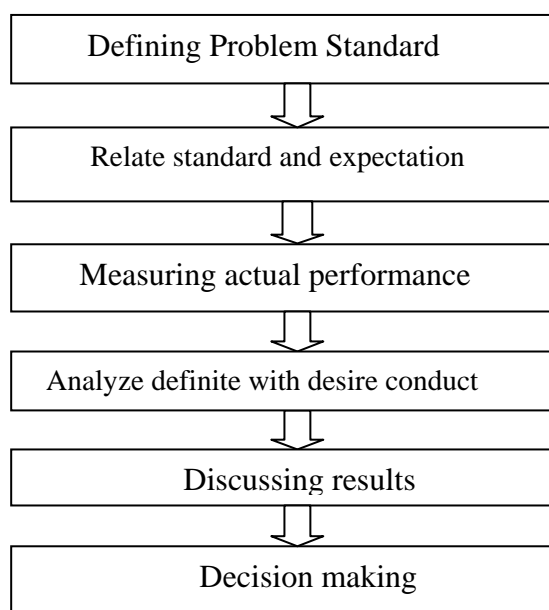 Defining Problem Standard
Relate standard and expectation
Measuring actual performance
Analyze definite with desire conduct
Discussing results
Decision making